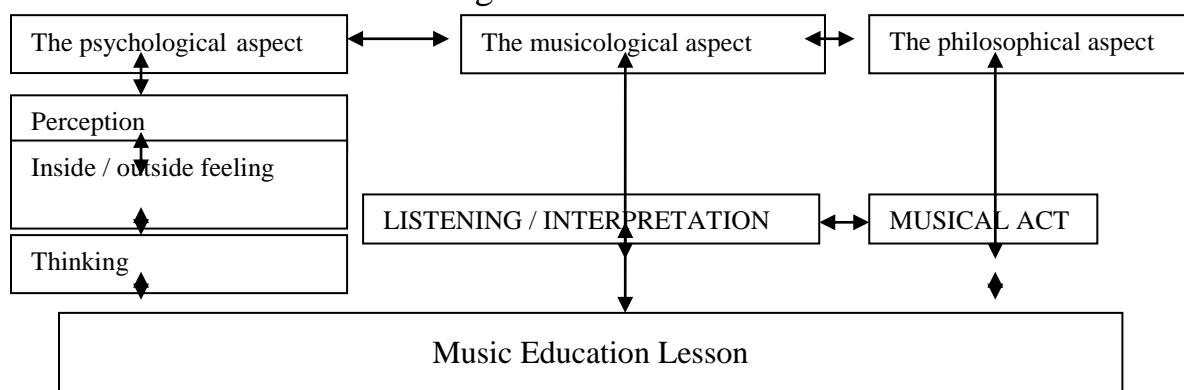 The psychological aspect
The musicological aspect
The philosophical aspect
Perception
Inside / outside feeling
LISTENING / INTERPRETATION
MUSICAL ACT
Thinking
Music Education Lesson